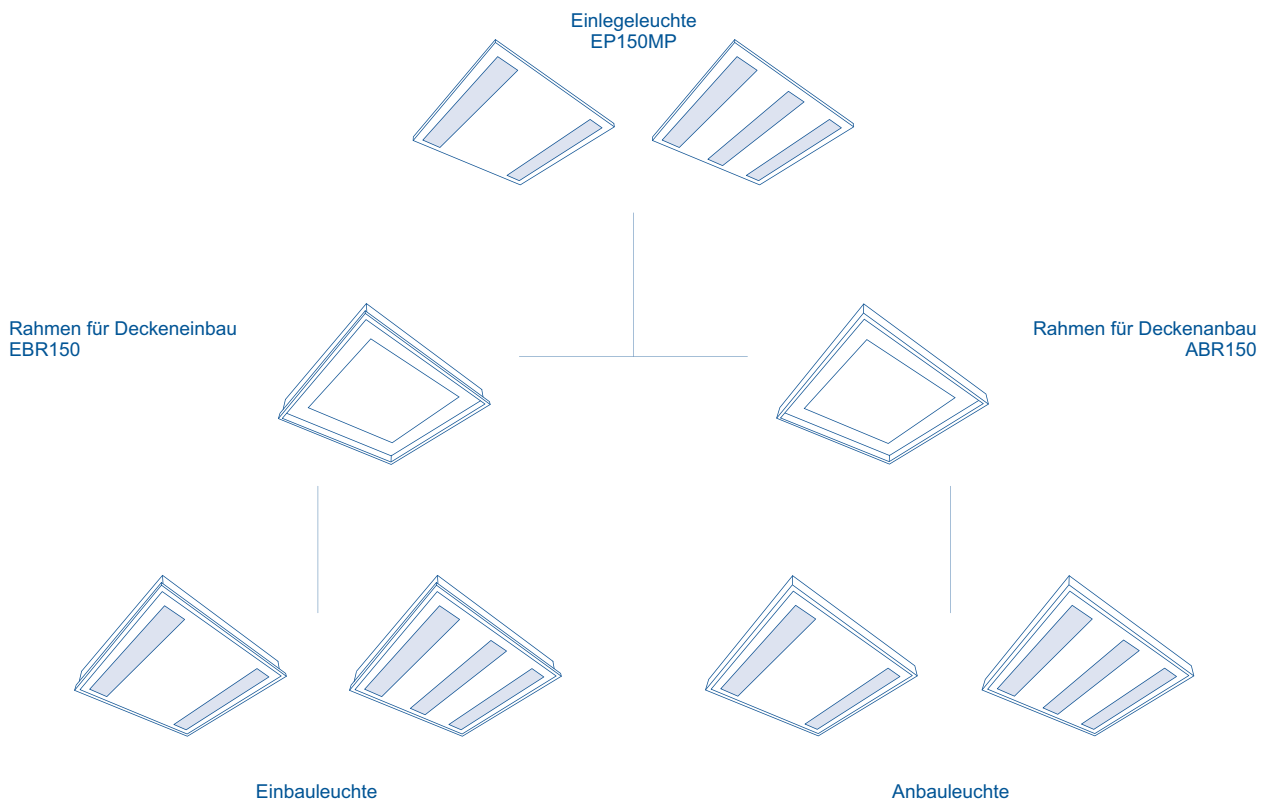 Einlegeleuchte
EP150MP
Rahmen für Deckeneinbau
EBR150
Rahmen für Deckenanbau
ABR150
Einbauleuchte
Anbauleuchte